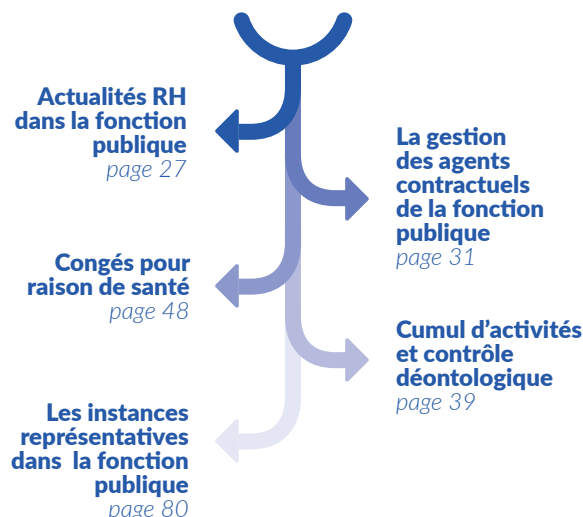 Actualités RH
dans la fonction
publique
page 27
La gestion
des agents
contractuels
de la fonction
publique
page 31
Congés pour
raison de santé
page 48
Cumul d’activités
et contrôle
déontologique
page 39
Les instances
représentatives
dans  la fonction
publique
page 80